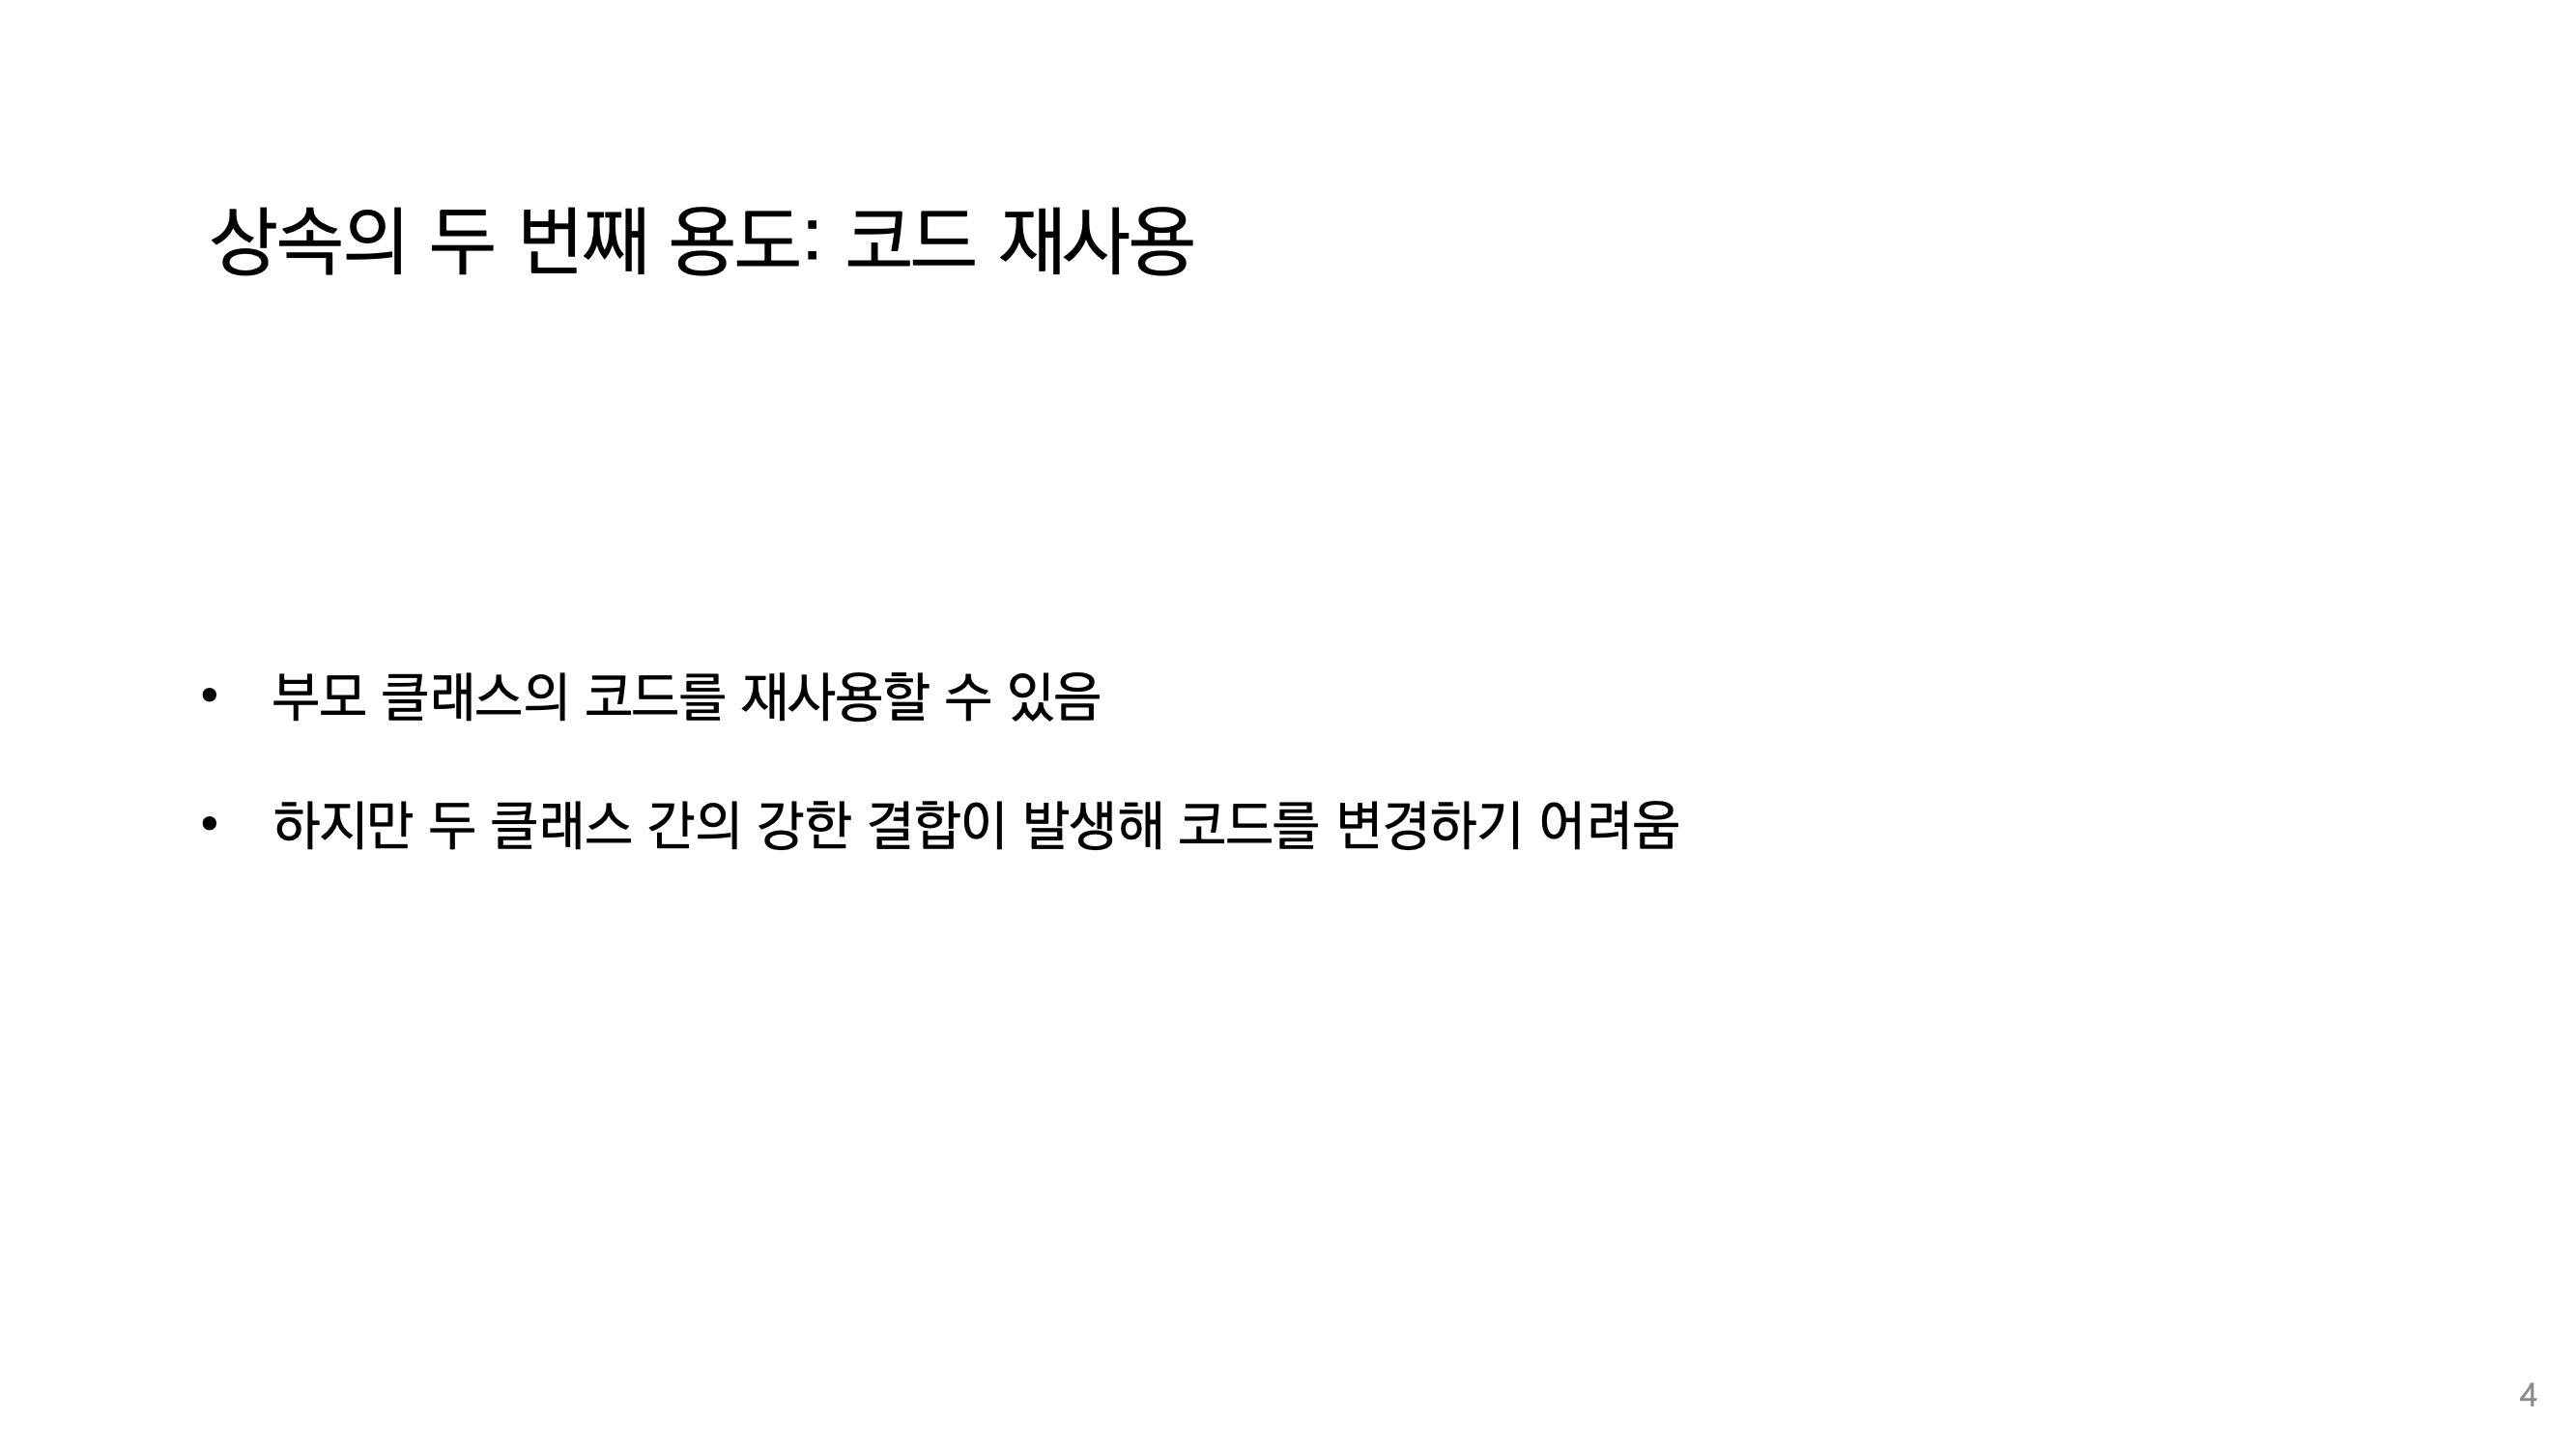 상속의 두 번째 용도: 코드 재사용
• 부모 클래스의 코드를 재사용할 수 있음
• 하지만 두 클래스 간의 강한 결합이 발생해 코드를 변경하기 어려움
4